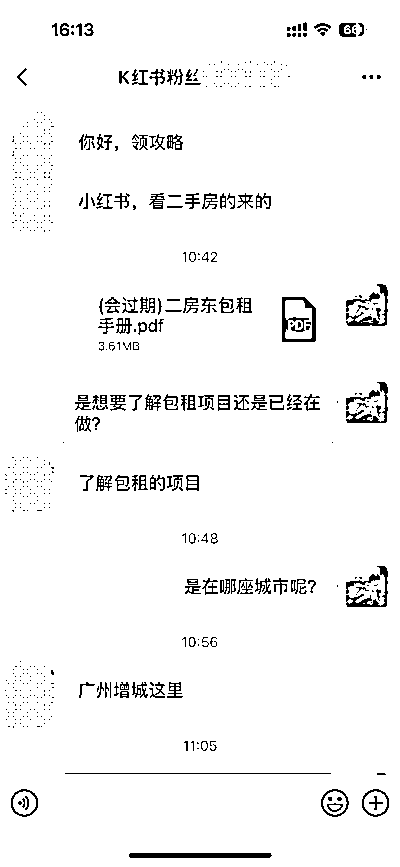 16:13
66
K红书粉丝
你好，领攻略
小红书，看二手房的来的
10:42
(会过期)二房东包租
手册.pdf
3.61MB
PDF
是想要了解包租项目还是已经在
做?
了解包租的项目
10:48
是在哪座城市呢?
10:56
广州增城这里
11:05